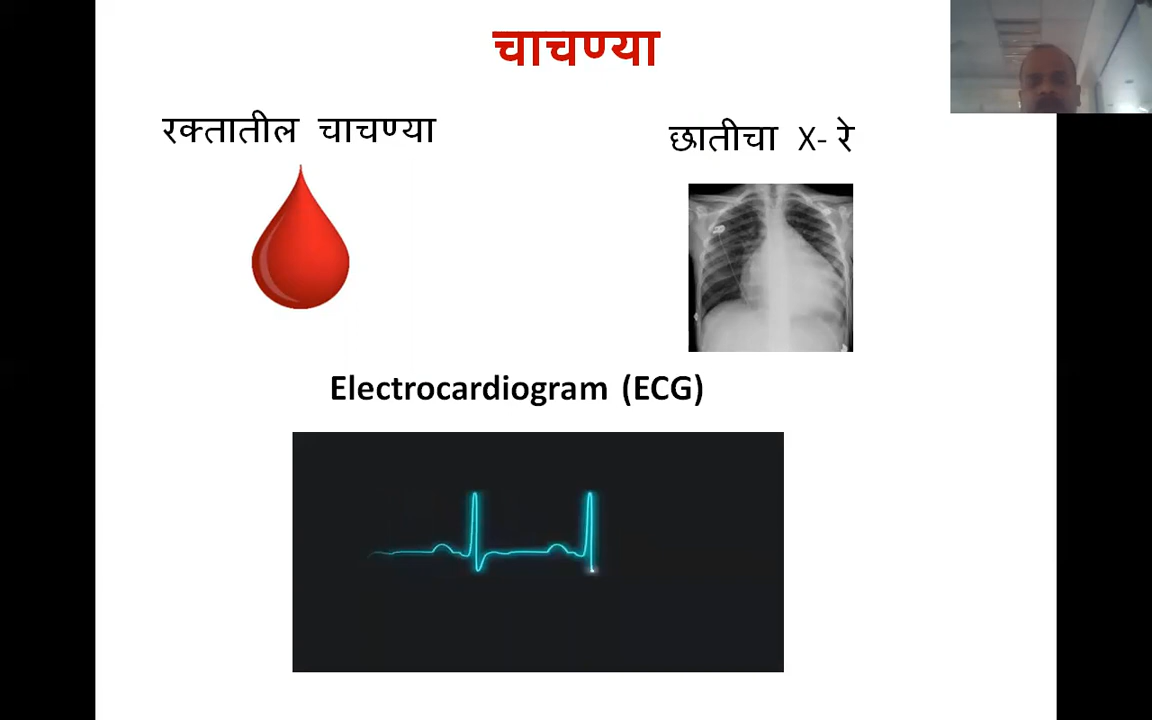 चाचण्या
रक्तातील चाचण्या
छातीचा X- रे
Electrocardiogram (ECG)